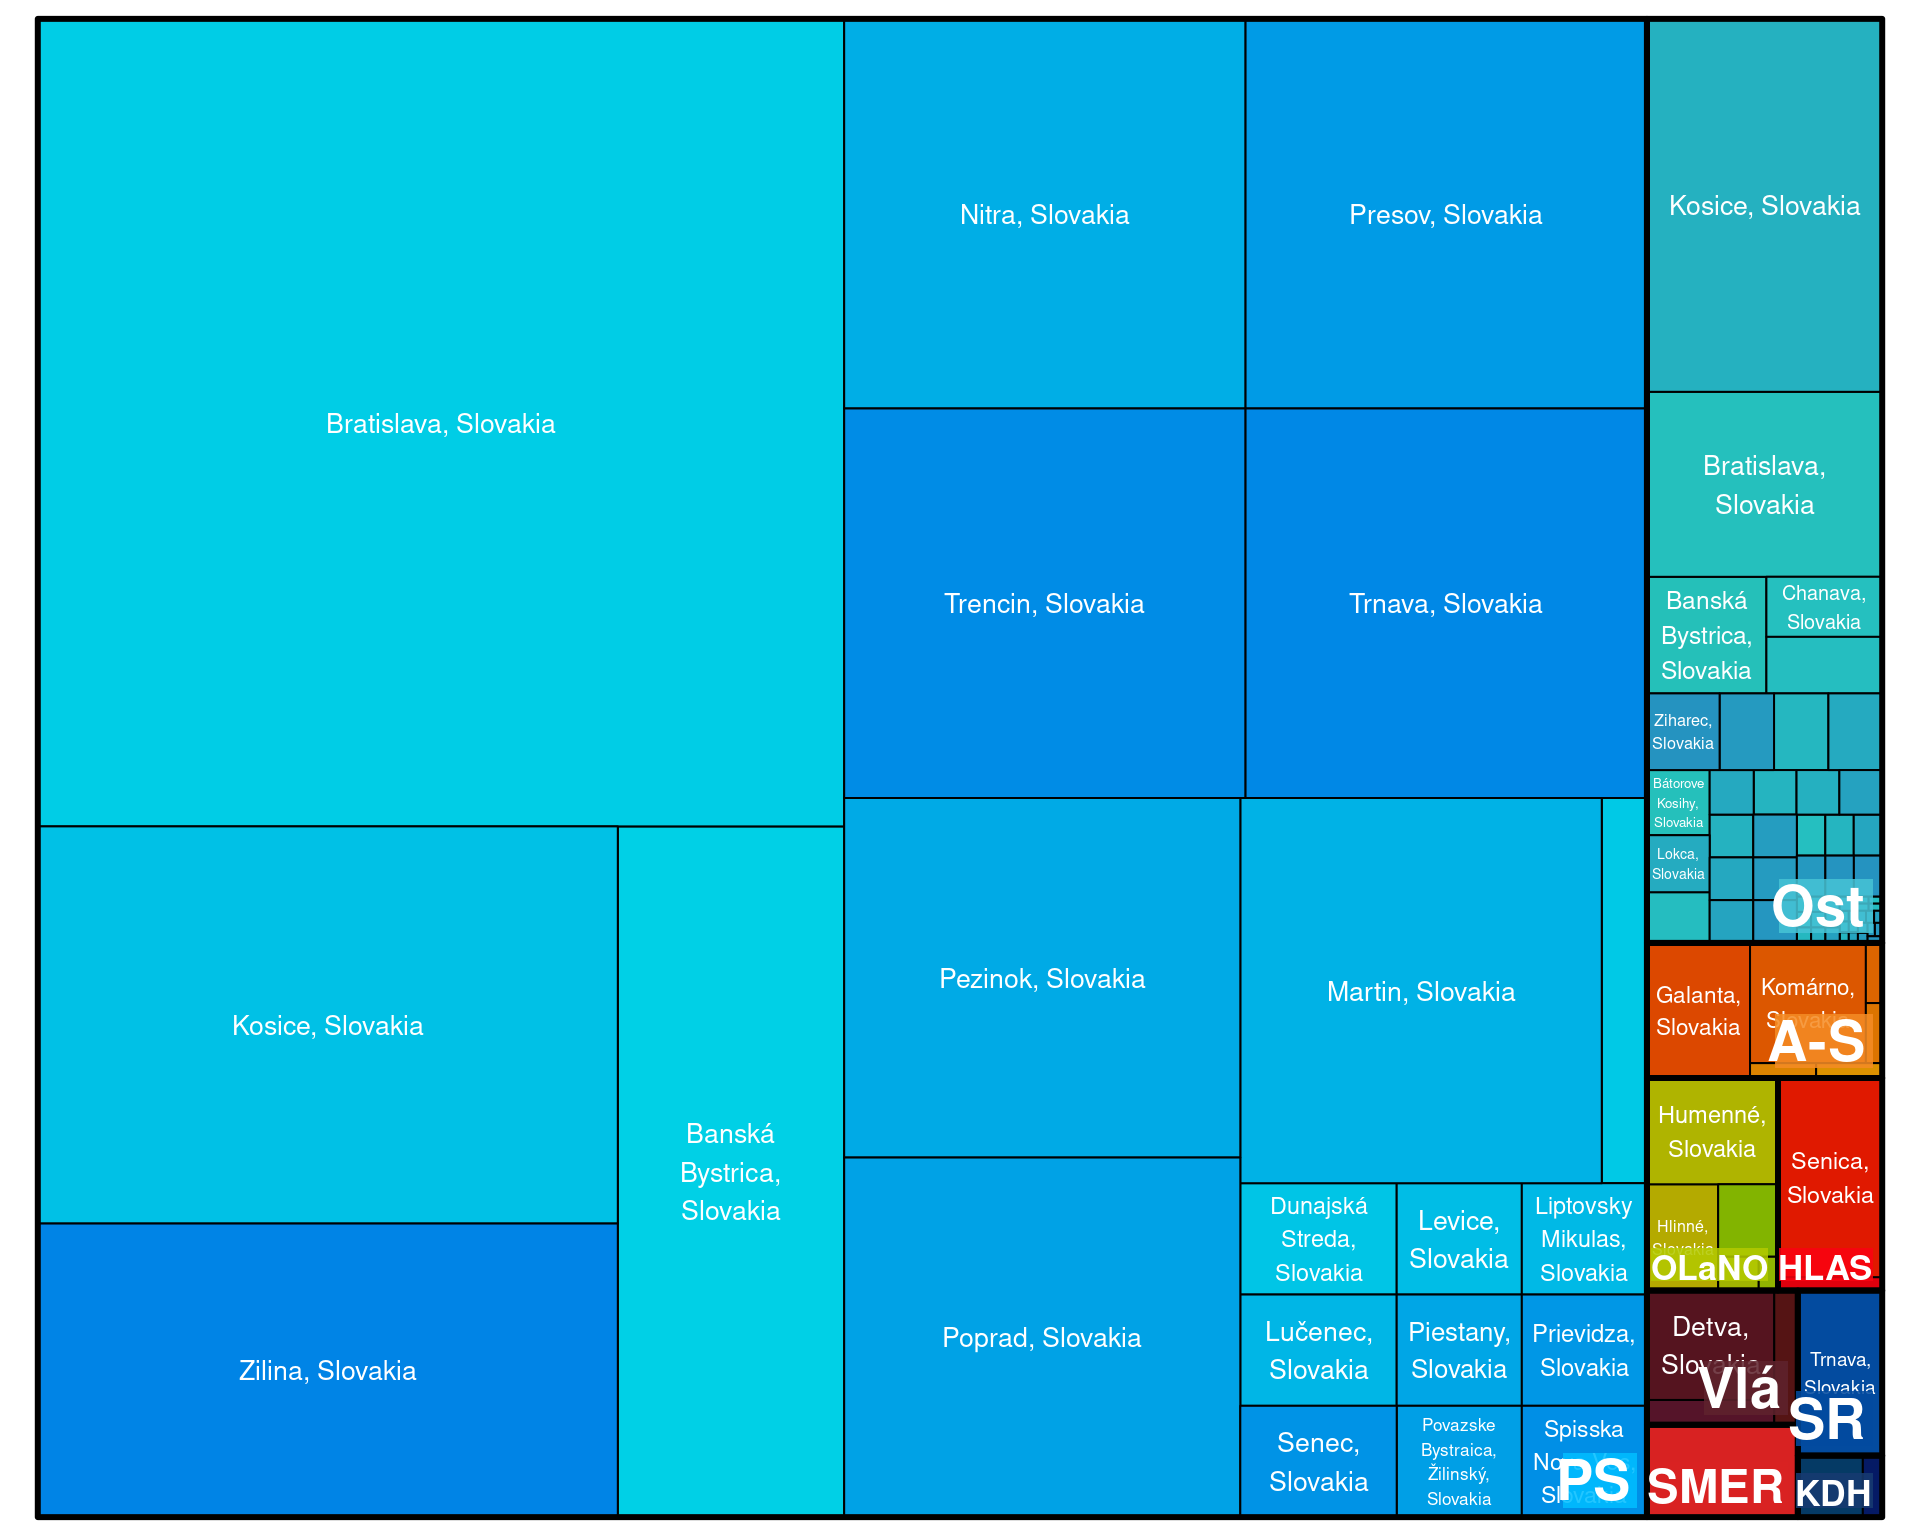 Bratislava, Slovakia
Nitra, Slovakia
Presov, Slovakia
Trencin, Slovakia
Trnava, Slovakia
Kosice, Slovakia
Zilina, Slovakia
Banská
Bystrica,
Slovakia
Pezinok, Slovakia
Martin, Slovakia
Poprad, Slovakia
Dunajská
Streda,
Slovakia
Levice,
Slovakia
Liptovsky
Mikulas,
Slovakia
Lučenec,
Slovakia
Piestany,
Slovakia
Prievidza,
Slovakia
Senec,
Slovakia
Povazske
Bystraica,
Žilinský,
Slovakia
Spisska
PS
Kosice, Slovakia
Bratislava,
Slovakia
Banská
Bystrica,
Slovakia
Chanava,
Slovakia
Ziharec,
Slovakia
Bátorove
Kosihy,
Slovakia
Lokca,
Slovakia
Ost
Galanta,
Slovakia
Komárno,
Slovakia
A-S
Humenné,
Slovakia
Hlinné,
Slovakia
OLaNO
Senica,
Slovakia
HLAS
Detva,
Slovakia
Vlá
Trnava,
Slovakia
SR
SMER
KDH